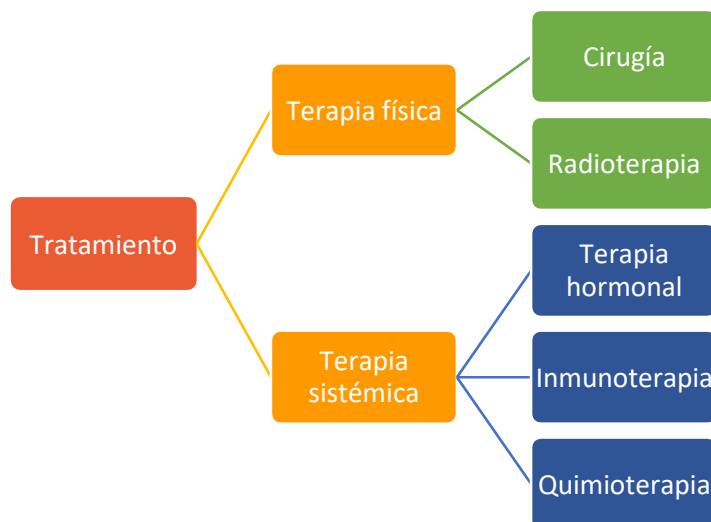 Tratamiento
Terapia física
Cirugía
Radioterapia
Terapia
sistémica
Terapia
hormonal
Inmunoterapia
Quimioterapia